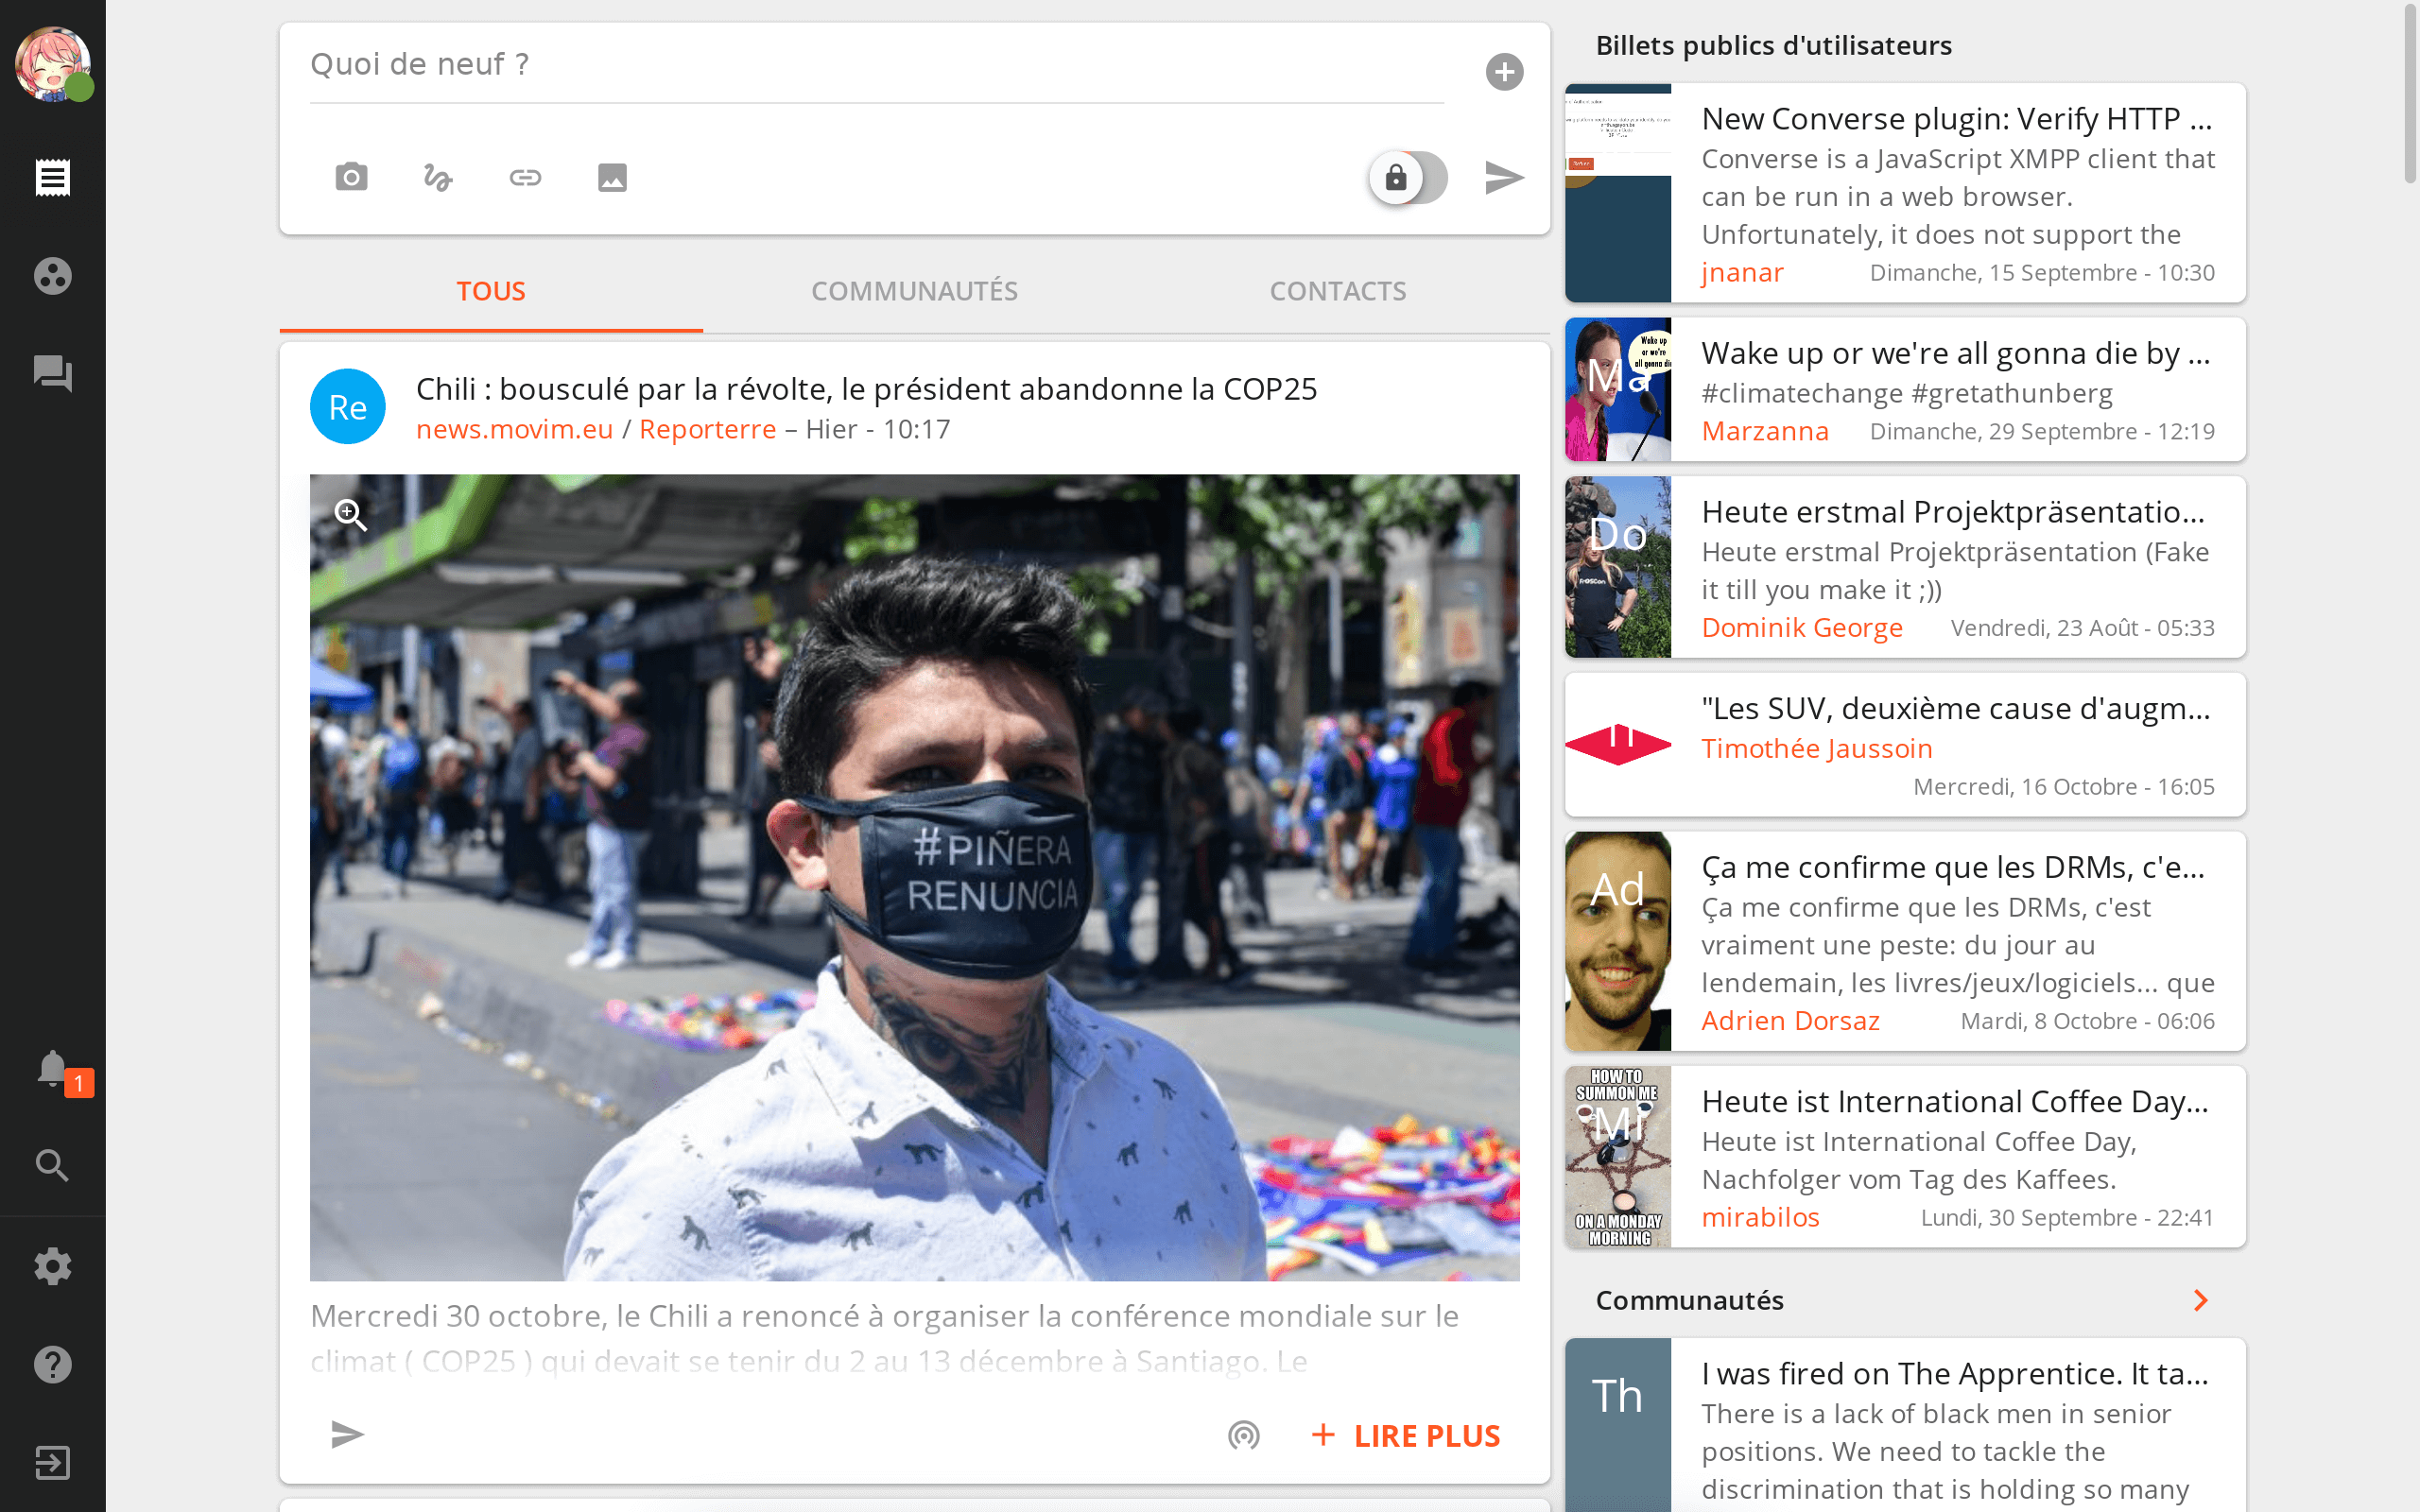 Quoi de neuf ?
TOUS
COMMUNAUTÉS
CONTACTS
Re
Chili : bousculé par la révolte, le président abandonne la COP25
news.movim.eu / Reporterre – Hier - 10:17
#PIÑERA
RENUNCIA
Mercredi 30 octobre, le Chili a renoncé à organiser la conférence mondiale sur le
climat ( COP25 ) qui devait se tenir du 2 au 13 décembre à Santiago. Le
+ LIRE PLUS
1
Billets publics d'utilisateurs
New Converse plugin: Verify HTTP ...
Converse is a JavaScript XMPP client that
can be run in a web browser.
Unfortunately, it does not support the
jnanar
Dimanche, 15 Septembre - 10:30
Wake up
or we're
all gonna die
Ma
Wake up or we're all gonna die by ...
#climatechange #gretathunberg
Marzanna
Dimanche, 29 Septembre - 12:19
Do
FrOSCon
Heute erstmal Projektpräsentatio...
Heute erstmal Projektpräsentation (Fake
it till you make it ;))
Dominik George
Vendredi, 23 Août - 05:33
"Les SUV, deuxième cause d'augm...
Timothée Jaussoin
Mercredi, 16 Octobre - 16:05
Ad
Ça me confirme que les DRMs, c'e...
Ça me confirme que les DRMs, c'est
vraiment une peste: du jour au
lendemain, les livres/jeux/logiciels... que
Adrien Dorsaz
Mardi, 8 Octobre - 06:06
HOW TO
SUMMON ME
Mi
ON A MONDAY
MORNING
Heute ist International Coffee Day...
Heute ist International Coffee Day,
Nachfolger vom Tag des Kaffees.
mirabilos
Lundi, 30 Septembre - 22:41
Communautés
Th
I was fired on The Apprentice. It ta...
There is a lack of black men in senior
positions. We need to tackle the
discrimination that is holding so many